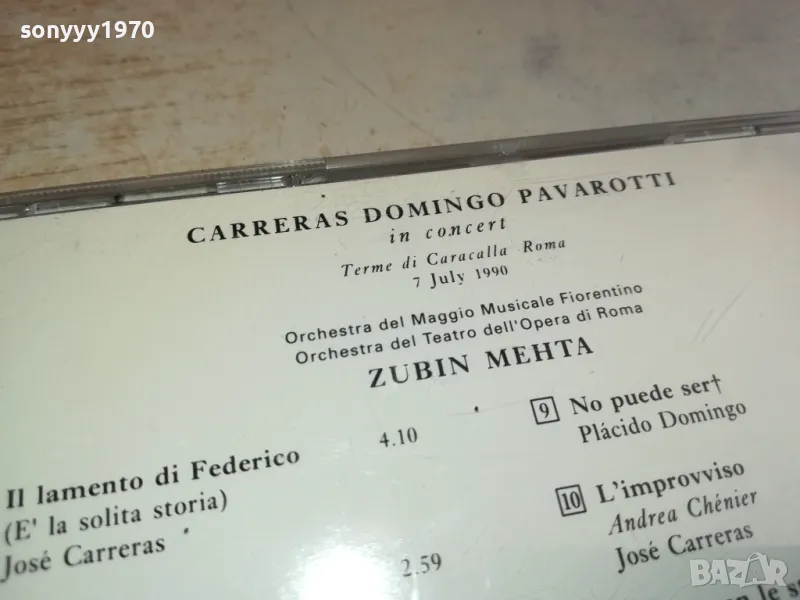 sonyyy1970
CARRERAS DOMINGO PAVAROTTI
in concert
Terme di Caracalla Roma
7 July 1990
Orchestra del Maggio Musicale Fiorentino
Orchestra del Teatro dell'Opera di Roma
ZUBIN MEHTA
Il lamento di Federico 4.10
(E' la solita storia)
José Carreras
2.59
9 No puede ser†
Plácido Domingo
10 L'improvviso
Andrea Chénier
José Carreras
BAZAR